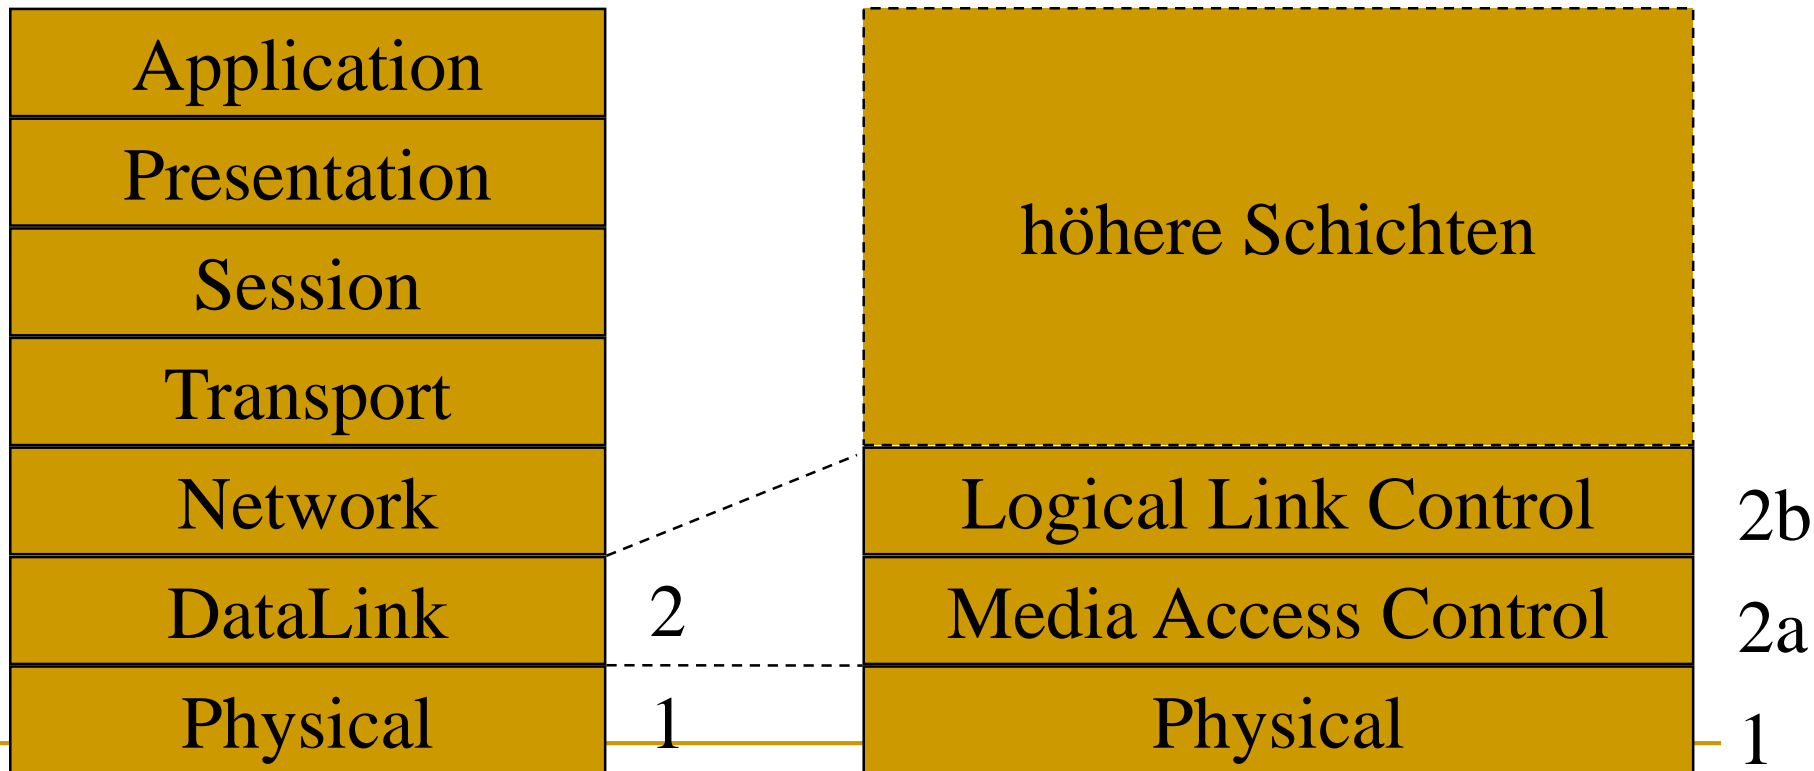 Application
Presentation
Session
Transport
Network
DataLink
2
Physical
1
höhere Schichten
Logical Link Control
2b
Media Access Control
2a
Physical
1